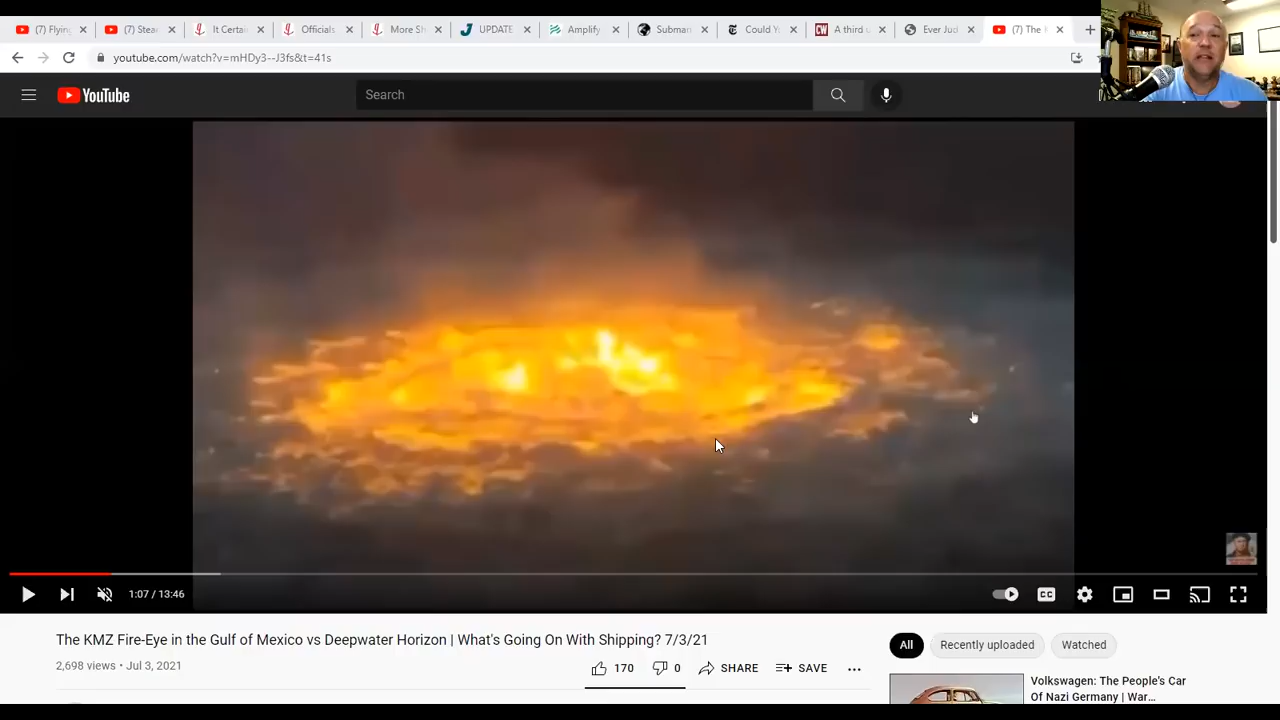 (7) Flying
(7) Stea
It Certai
Officials
More Sh
UPDATE
Amplify
Submari
Could Y
A third o
Ever Jud
(7) The
youtube.com/watch?v=mHDy3--J3fs&t=41s
YouTube
Search
1:07 / 13:46
CC
The KMZ Fire-Eye in the Gulf of Mexico vs Deepwater Horizon | What's Going On With Shipping? 7/3/21
2,698 views • Jul 3, 2021
170
0
SHARE
SAVE
All
Recently uploaded
Watched
Volkswagen: The People's Car
Of Nazi Germany | War...